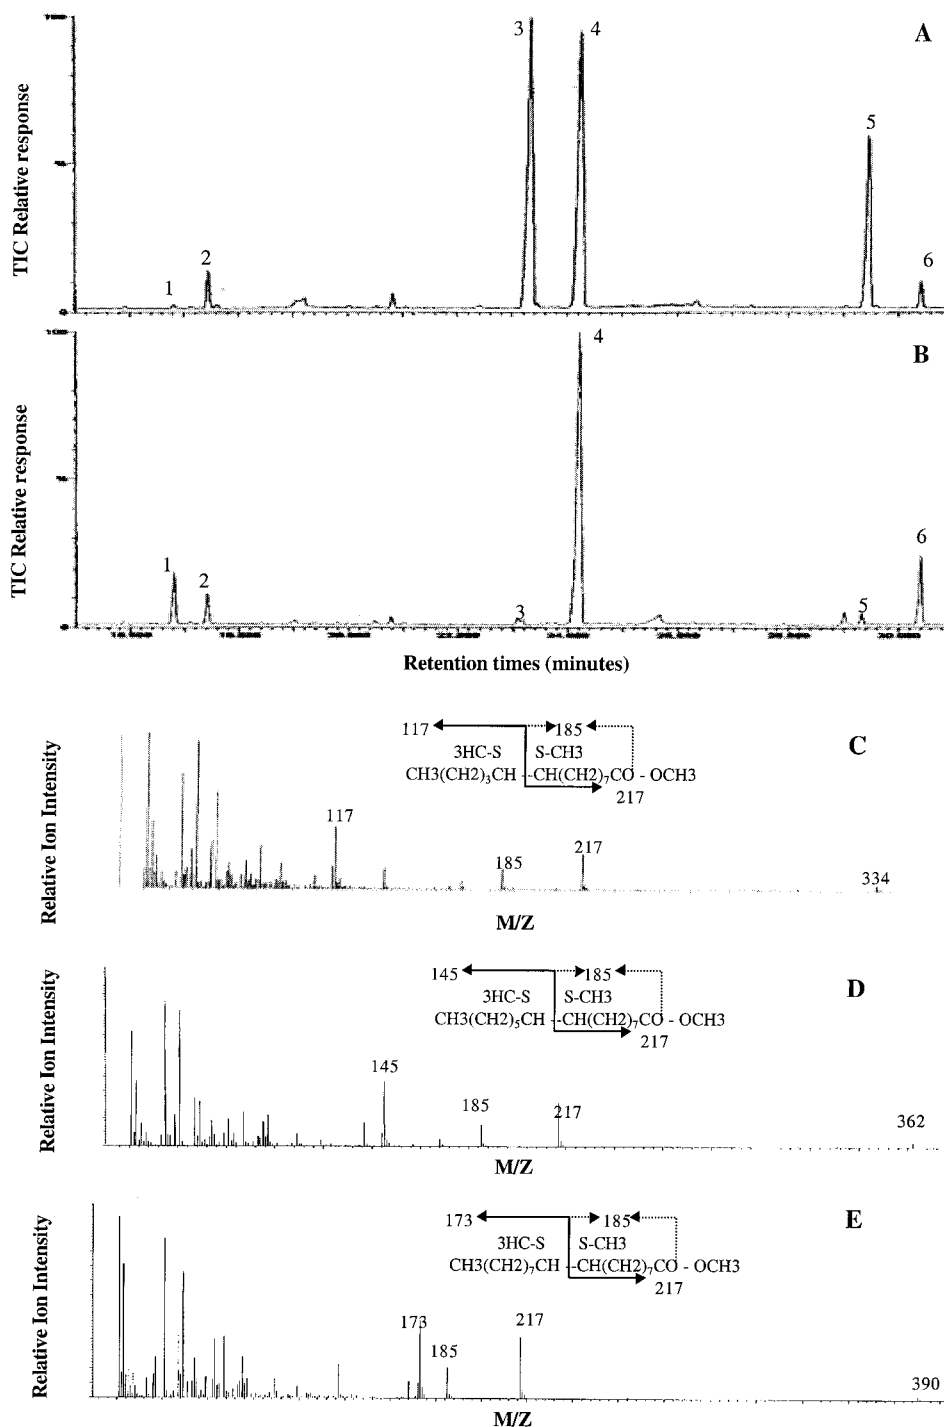 A
TIC Relative response
1
2
3
4
5
6
B
TIC Relative response
1
2
3
4
5
6
Retention times (minutes)
C
Relative Ion Intensity
117
185
3HC-S S-CH3
CH3(CH2)3CH --CH(CH2)7CO - OCH3
217
117
185
217
334
M/Z
D
Relative Ion Intensity
145
185
3HC-S S-CH3
CH3(CH2)5CH --CH(CH2)7CO - OCH3
217
145
185
217
362
M/Z
E
Relative Ion Intensity
173
185
3HC-S S-CH3
CH3(CH2)7CH --CH(CH2)7CO - OCH3
217
173
185
217
390
M/Z